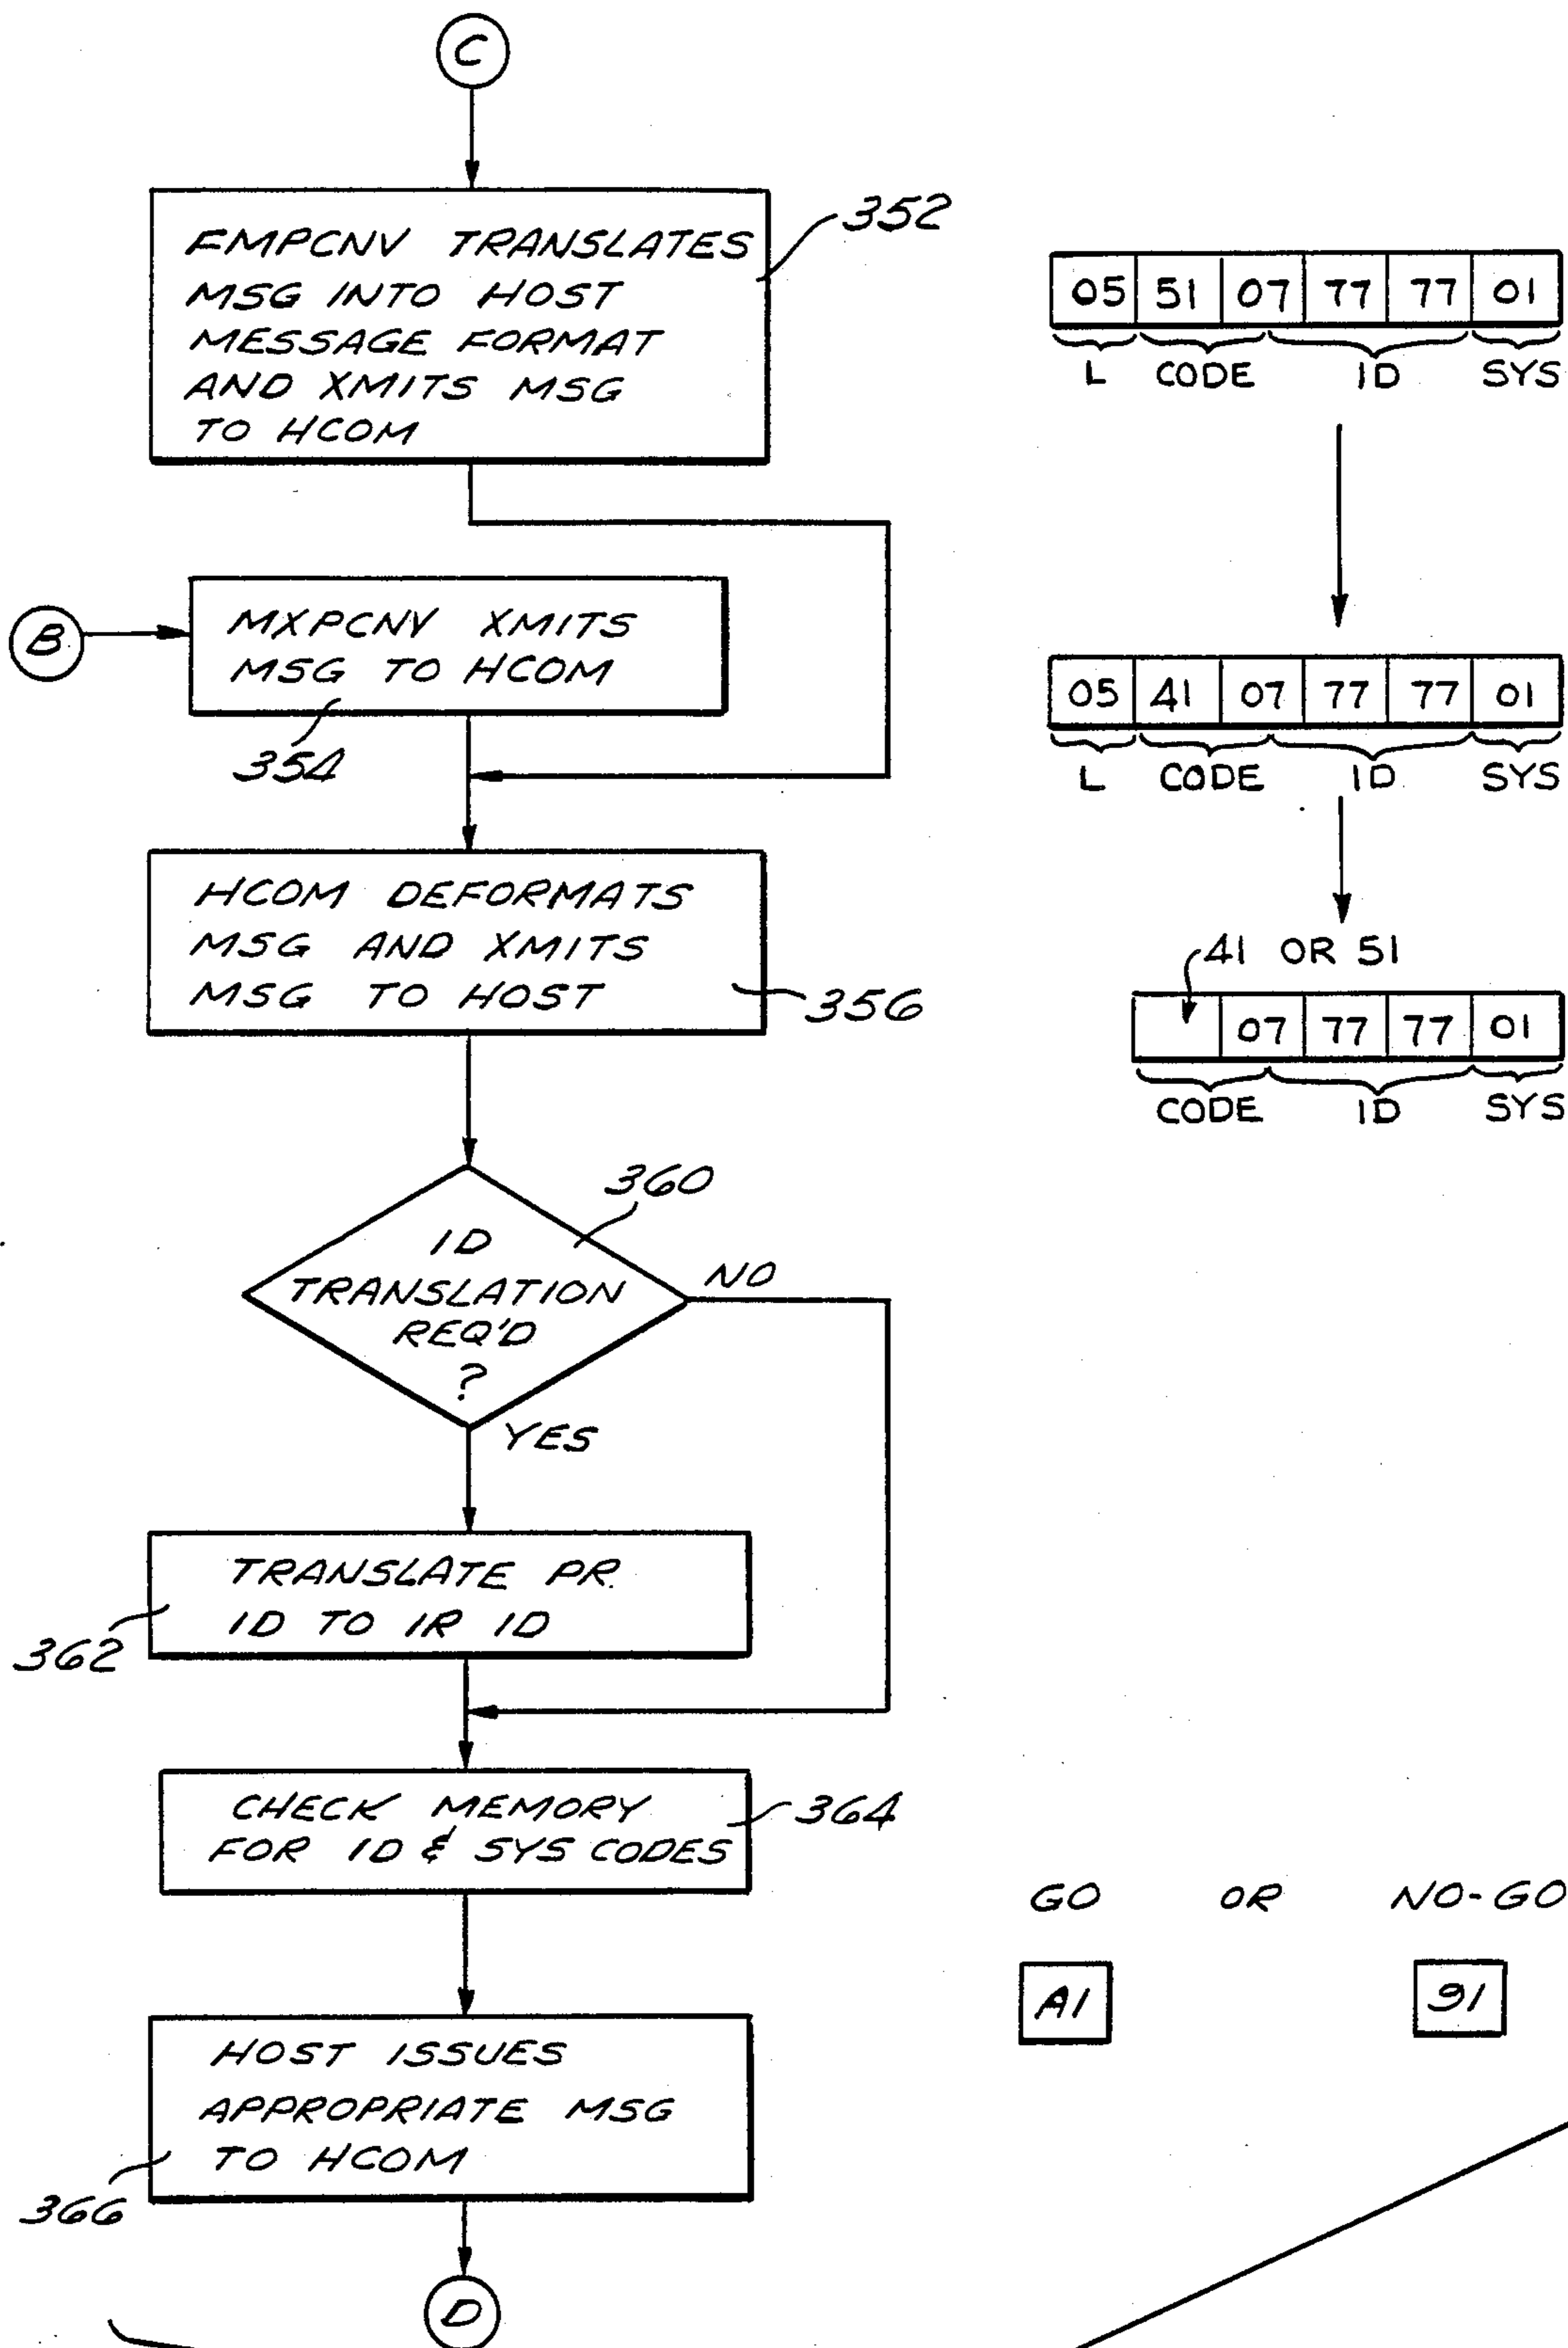 C
FMPCNV TRANSLATES
MSG INTO HOST
MESSAGE FORMAT
AND XMITS MSG
TO HCOM
352
05 51 07 77 77 01
L CODE ID SYS
B
MXPCNV XMITS
MSG TO HCOM
354
05 41 07 77 77 01
L CODE ID SYS
HCOM DEFORMATS
MSG AND XMITS
MSG TO HOST
356
41 OR 51
07 77 77 01
CODE ID SYS
360
ID
TRANSLATION
REQ'D
?
NO
YES
TRANSLATE PR.
ID TO IR ID
362
CHECK MEMORY
FOR ID & SYS CODES
364
GO OR NO-GO
A1 91
HOST ISSUES
APPROPRIATE MSG
TO HCOM
366
D